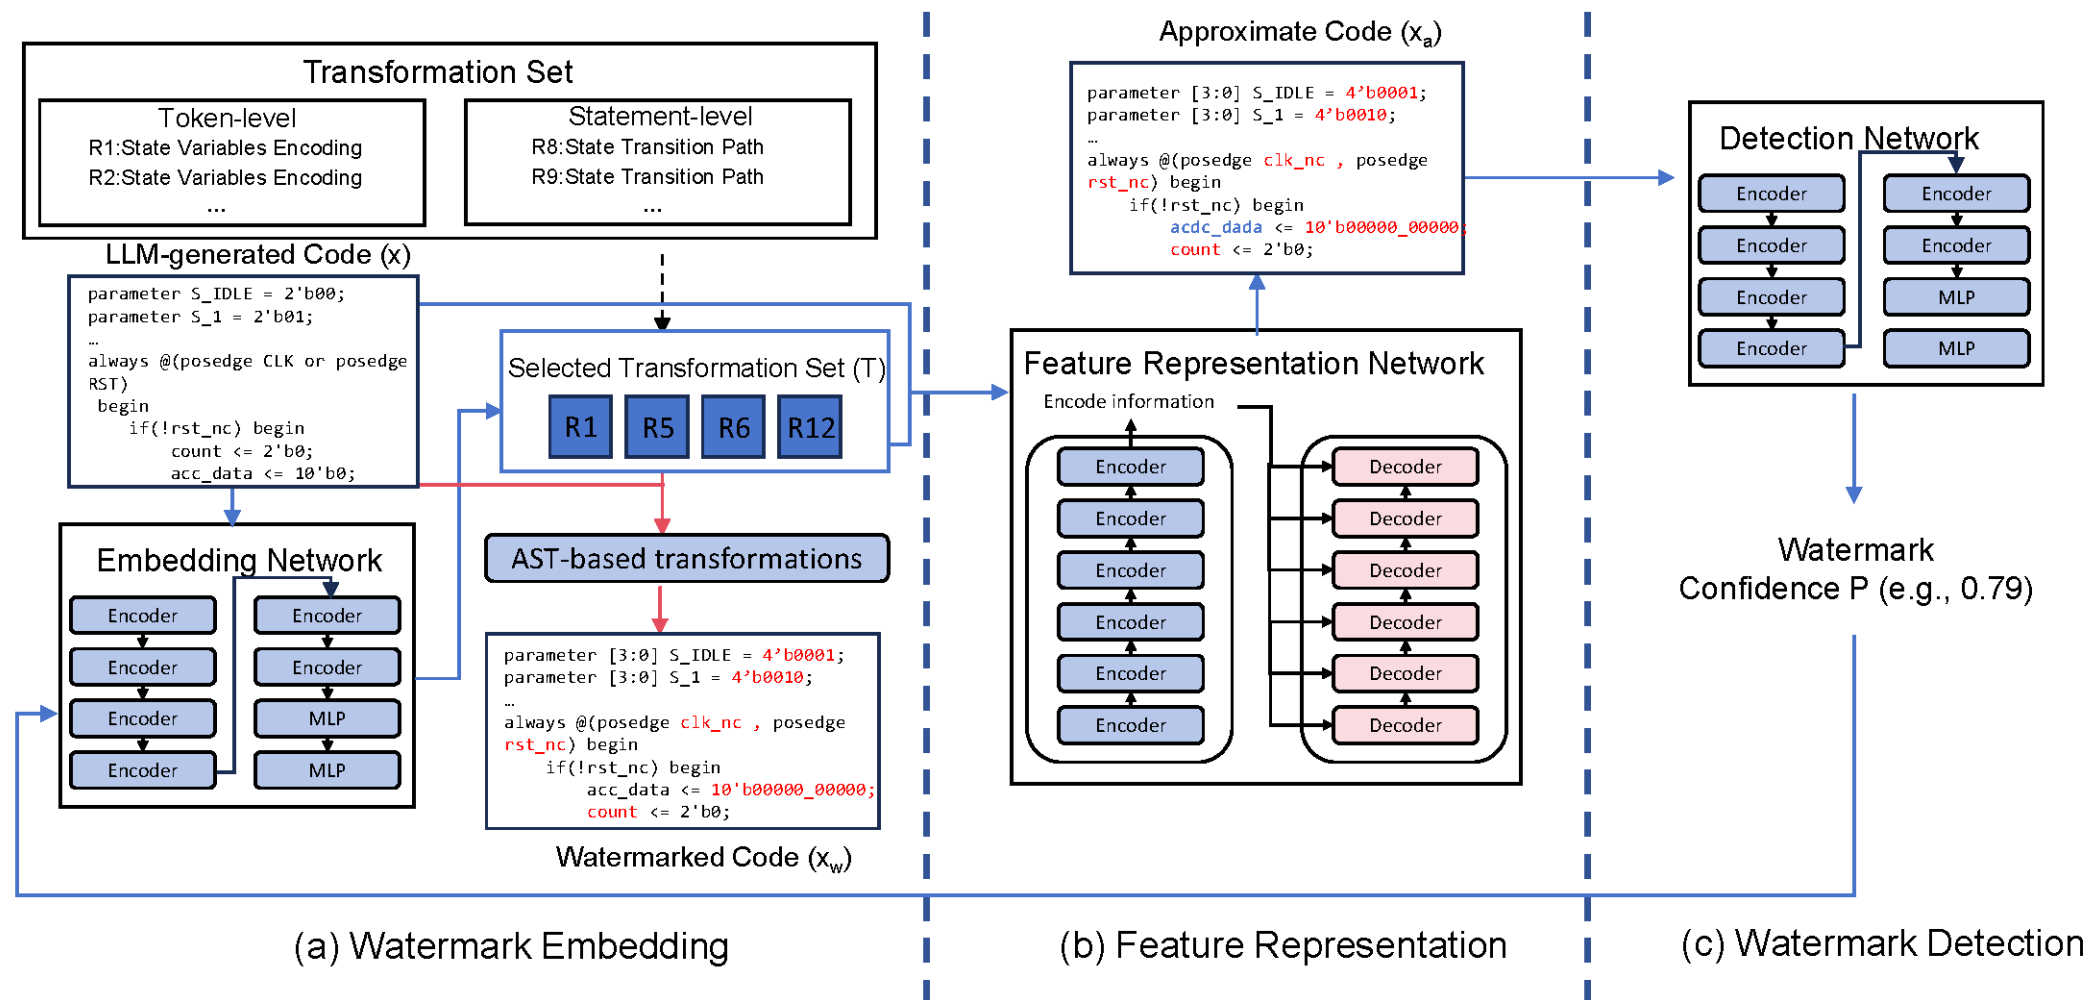 Transformation Set
Token-level
R1:State Variables Encoding
R2:State Variables Encoding
...
Statement-level
R8:State Transition Path
R9:State Transition Path
...
LLM-generated Code (x)
parameter S_IDLE = 2'b00;
parameter S_1 = 2'b01;
…
always @(posedge CLK or posedge
RST)
begin
if(!rst_nc) begin
count <= 2'b0;
acc_data <= 10'b0;
Selected Transformation Set (T)
R1
R5
R6
R12
Embedding Network
Encoder
Encoder
Encoder
Encoder
Encoder
Encoder
MLP
MLP
AST-based transformations
parameter [3:0] S_IDLE = 4’b0001;
parameter [3:0] S_1 = 4’b0010;
…
always @(posedge clk_nc , posedge
rst_nc) begin
if(!rst_nc) begin
acc_data <= 10'b00000_00000;
count <= 2'b0;
Watermarked Code (xw)
(a) Watermark Embedding
Approximate Code (xa)
parameter [3:0] S_IDLE = 4’b0001;
parameter [3:0] S_1 = 4’b0010;
…
always @(posedge clk_nc , posedge
rst_nc) begin
if(!rst_nc) begin
acdc_dada <= 10'b00000_00000;
count <= 2'b0;
Feature Representation Network
Encode information
Encoder
Encoder
Encoder
Encoder
Encoder
Encoder
Decoder
Decoder
Decoder
Decoder
Decoder
Decoder
(b) Feature Representation
Detection Network
Encoder
Encoder
Encoder
Encoder
Encoder
Encoder
MLP
MLP
Watermark
Confidence P (e.g., 0.79)
(c) Watermark Detection